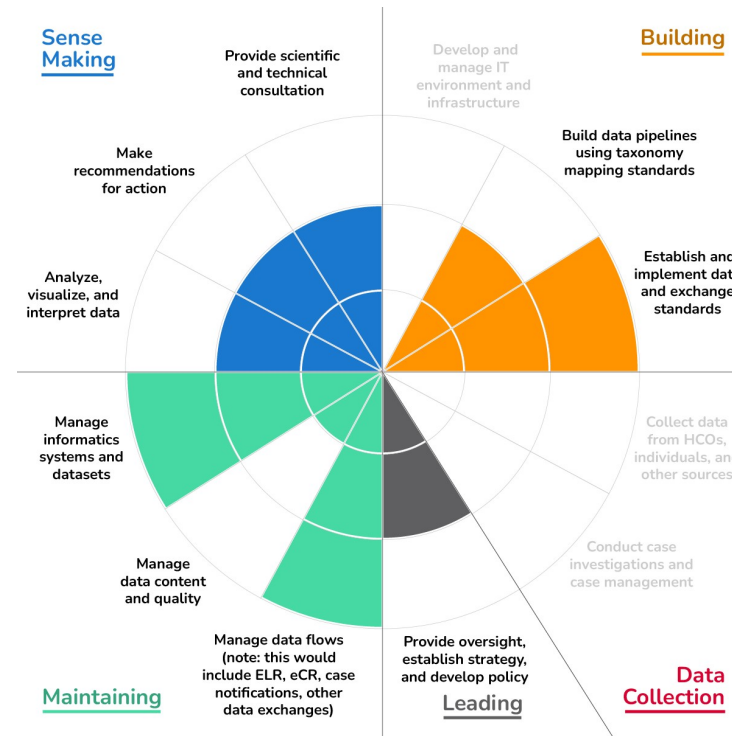 Sense
Making
Provide scientific
and technical
consultation
Develop and
manage IT
environment and
infrastructure
Building
Make
recommendations
for action
Build data pipelines
using taxonomy
mapping standards
Analyze,
visualize, and
interpret data
Establish and
implement dat
and exchange
standards
Manage
informatics
systems and
datasets
Collect data
from HCOs,
individuals, an
other sources
Manage
data content
and quality
Conduct case
investigations and
case management
Manage data flows
(note: this would
include ELR, eCR, case
notifications, other
data exchanges)
Provide oversight,
establish strategy,
and develop policy
Maintaining
Leading
Data
Collection